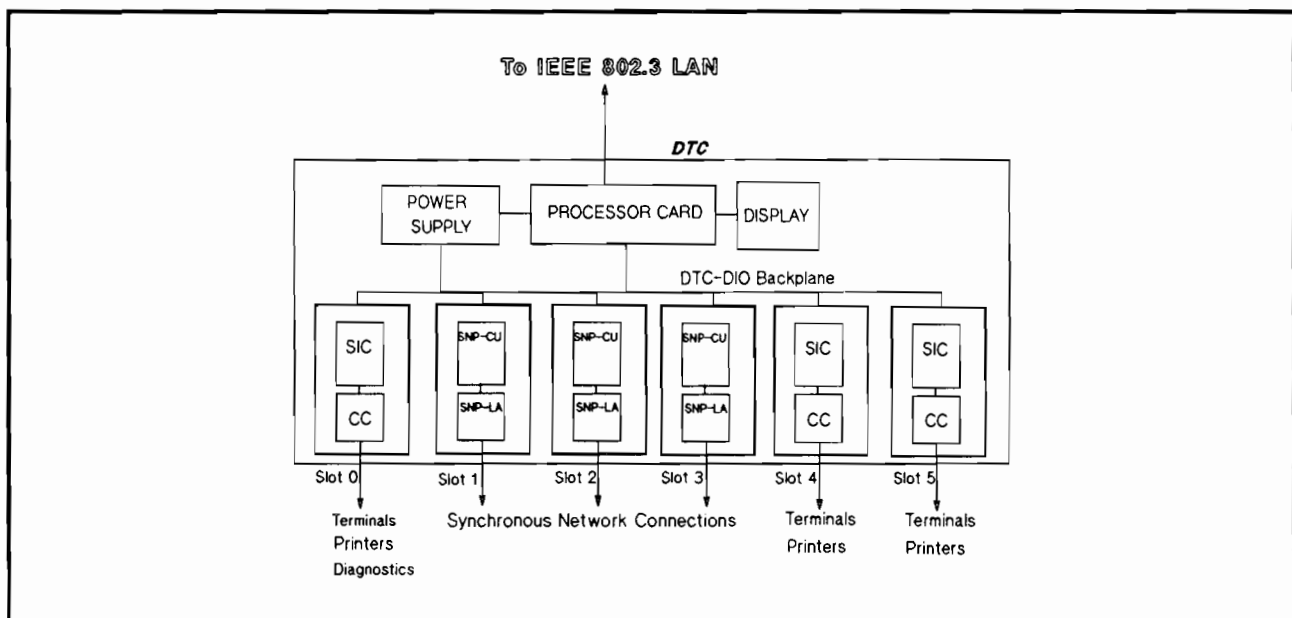 To IEEE 802.3 LAN
DTC
POWER
SUPPLY
PROCESSOR CARD
DISPLAY
DTC-DIO Backplane
SIC
SNP-CU
SNP-CU
SNP-CU
SIC
SIC
CC
SNP-LA
SNP-LA
SNP-LA
CC
CC
Slot 0
Slot 1
Slot 2
Slot 3
Slot 4
Slot 5
Terminals
Printers
Diagnostics
Synchronous Network Connections
Terminals
Printers
Terminals
Printers